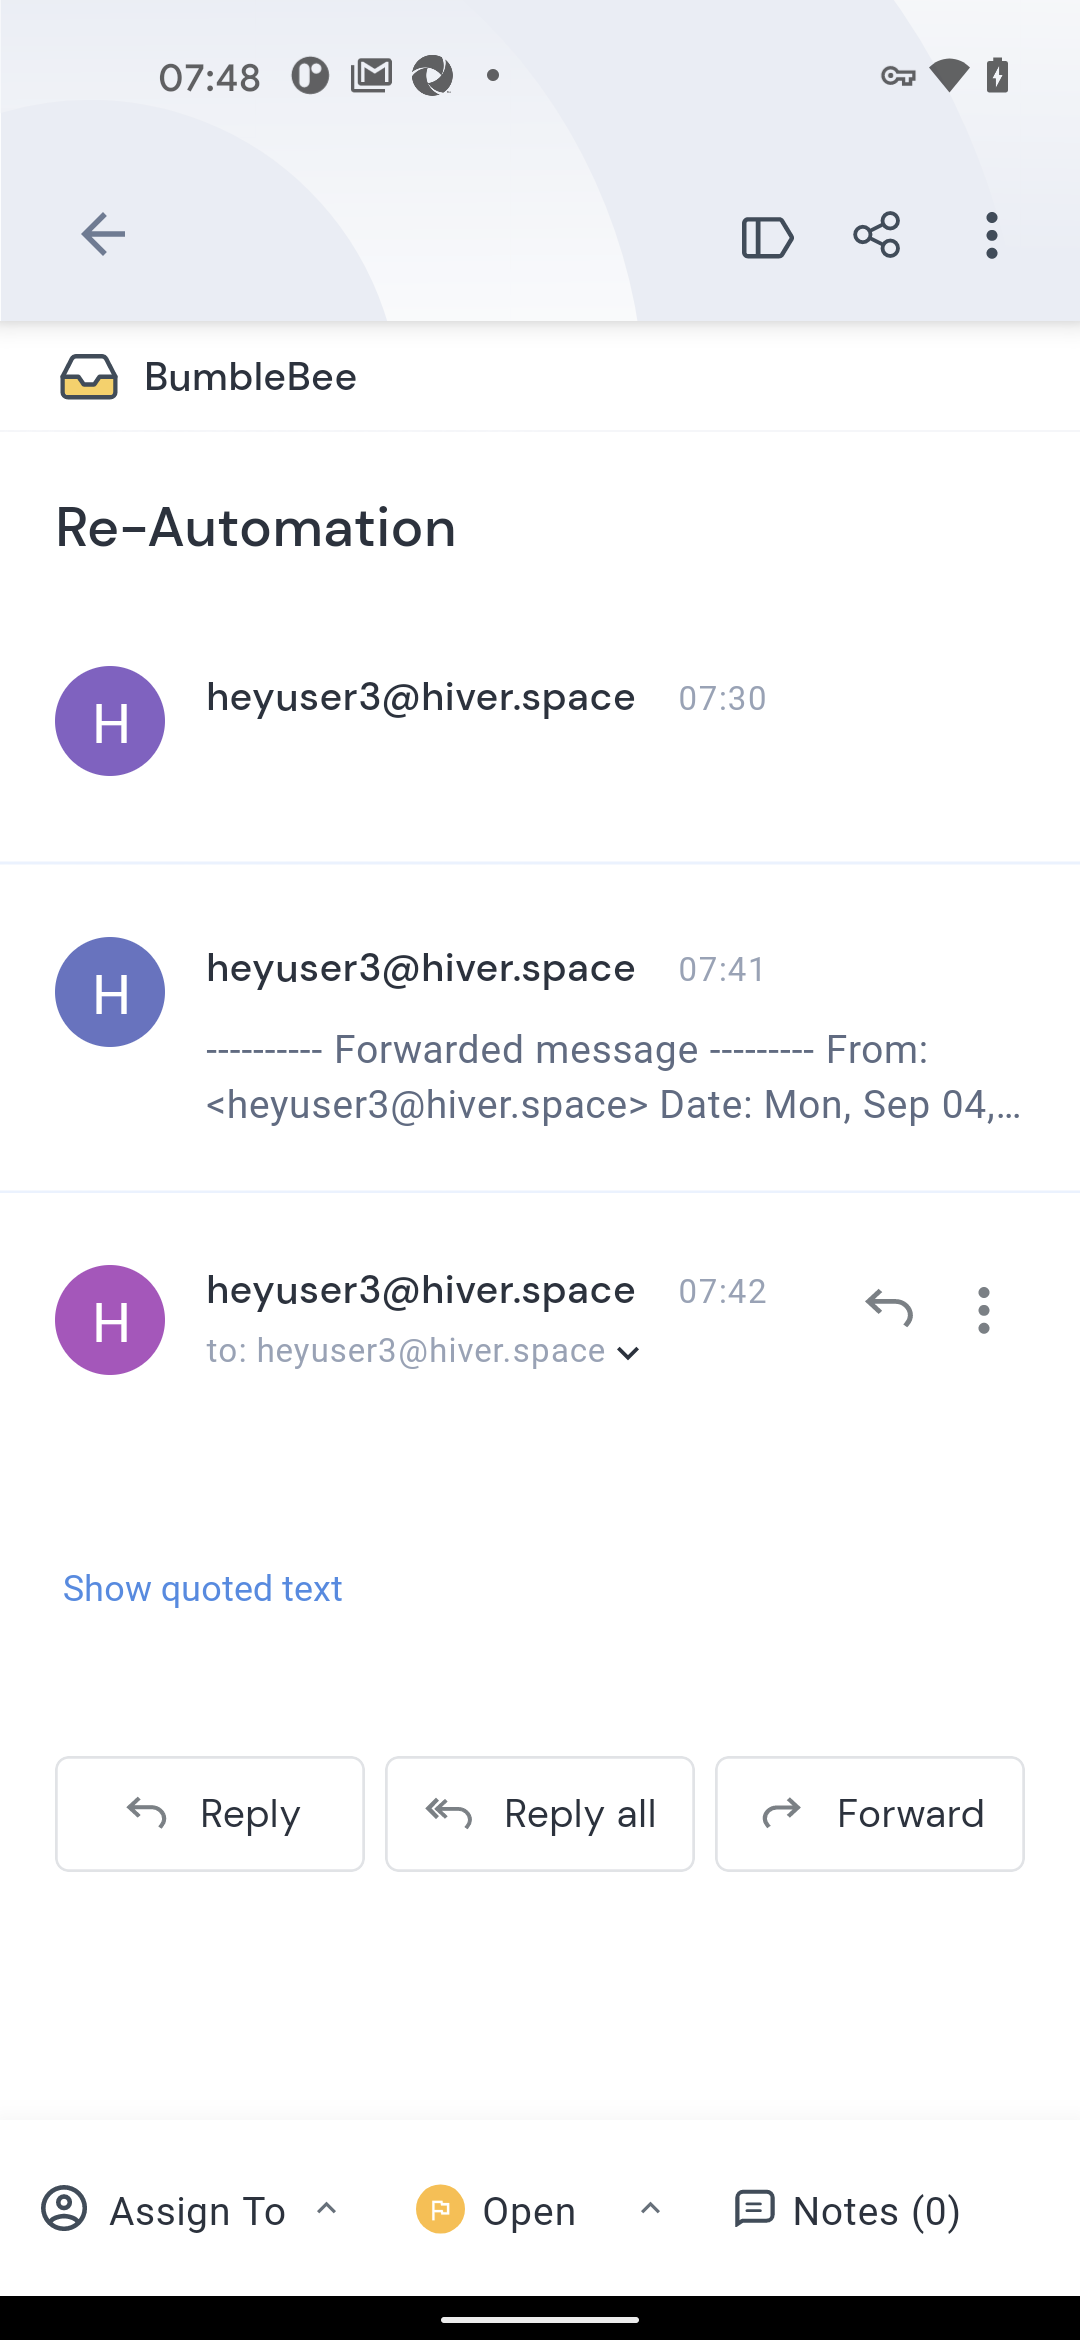 07:48
BumbleBee
Re-Automation
H
heyuser3@hiver.space 07:30
H
heyuser3@hiver.space 07:41
---------- Forwarded message --------- From:
<heyuser3@hiver.space> Date: Mon, Sep 04,…
H
heyuser3@hiver.space 07:42
to: heyuser3@hiver.space
Show quoted text
Reply Reply all Forward
Assign To Open Notes (0)